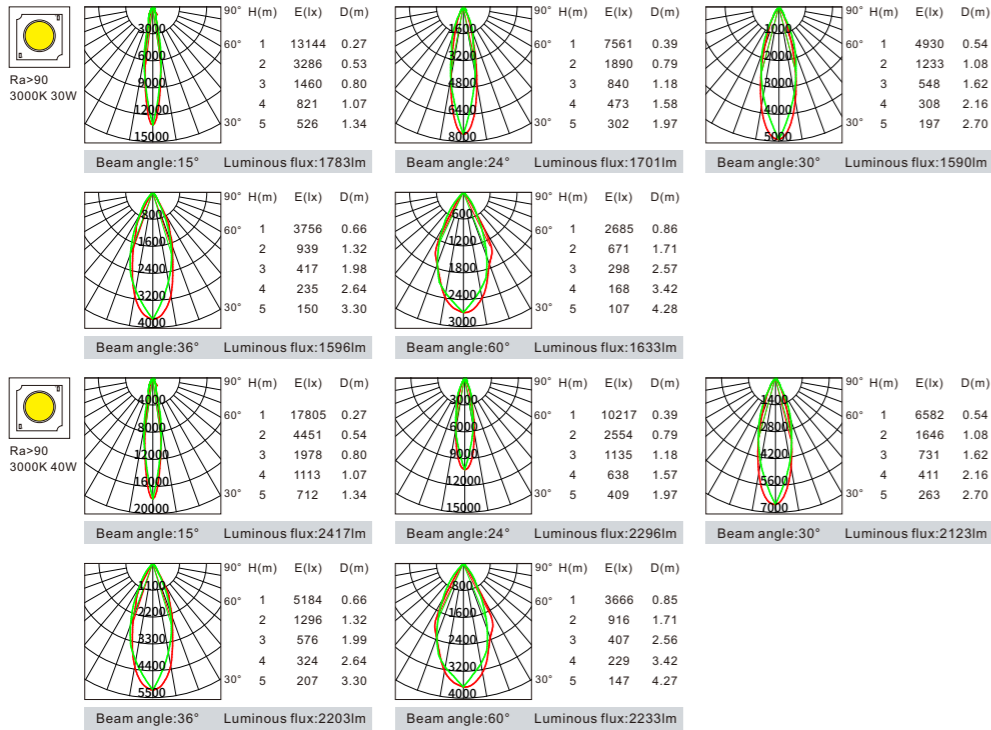 Ra>90
3000K 30W
3000
6000
9000
12000
15000
90° H(m) E(lx) D(m)
60° 1 13144 0.27
2 3286 0.53
3 1460 0.80
4 821 1.07
30° 5 526 1.34
Beam angle:15° Luminous flux:1783lm
1600
3200
4800
6400
8000
90° H(m) E(lx) D(m)
60° 1 7561 0.39
2 1890 0.79
3 840 1.18
4 473 1.58
30° 5 302 1.97
Beam angle:24° Luminous flux:1701lm
1000
2000
3000
4000
5000
90° H(m) E(lx) D(m)
60° 1 4930 0.54
2 1233 1.08
3 548 1.62
4 308 2.16
30° 5 197 2.70
Beam angle:30° Luminous flux:1590lm
800
1600
2400
3200
4000
90° H(m) E(lx) D(m)
60° 1 3756 0.66
2 939 1.32
3 417 1.98
4 235 2.64
30° 5 150 3.30
Beam angle:36° Luminous flux:1596lm
600
1200
1800
2400
3000
90° H(m) E(lx) D(m)
60° 1 2685 0.86
2 671 1.71
3 298 2.57
4 168 3.42
30° 5 107 4.28
Beam angle:60° Luminous flux:1633lm
Ra>90
3000K 40W
4000
8000
12000
16000
20000
90° H(m) E(lx) D(m)
60° 1 17805 0.27
2 4451 0.54
3 1978 0.80
4 1113 1.07
30° 5 712 1.34
Beam angle:15° Luminous flux:2417lm
3000
6000
9000
12000
15000
90° H(m) E(lx) D(m)
60° 1 10217 0.39
2 2554 0.79
3 1135 1.18
4 638 1.57
30° 5 409 1.97
Beam angle:24° Luminous flux:2296lm
1400
2800
4200
5600
7000
90° H(m) E(lx) D(m)
60° 1 6582 0.54
2 1646 1.08
3 731 1.62
4 411 2.16
30° 5 263 2.70
Beam angle:30° Luminous flux:2123lm
1100
2200
3300
4400
5500
90° H(m) E(lx) D(m)
60° 1 5184 0.66
2 1296 1.32
3 576 1.99
4 324 2.64
30° 5 207 3.30
Beam angle:36° Luminous flux:2203lm
800
1600
2400
3200
4000
90° H(m) E(lx) D(m)
60° 1 3666 0.85
2 916 1.71
3 407 2.56
4 229 3.42
30° 5 147 4.27
Beam angle:60° Luminous flux:2233lm